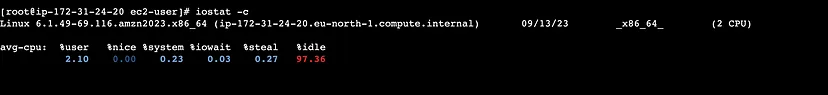 [root@ip-172-31-24-20 ec2-user]# iostat -c
Linux 6.1.49-69.116.amzn2023.x86_64 (ip-172-31-24-20.eu-north-1.compute.internal) 09/13/23 _x86_64_ (2 CPU)
avg-cpu: %user %nice %system %iowait %steal %idle
2.10 0.00 0.23 0.03 0.27 97.36